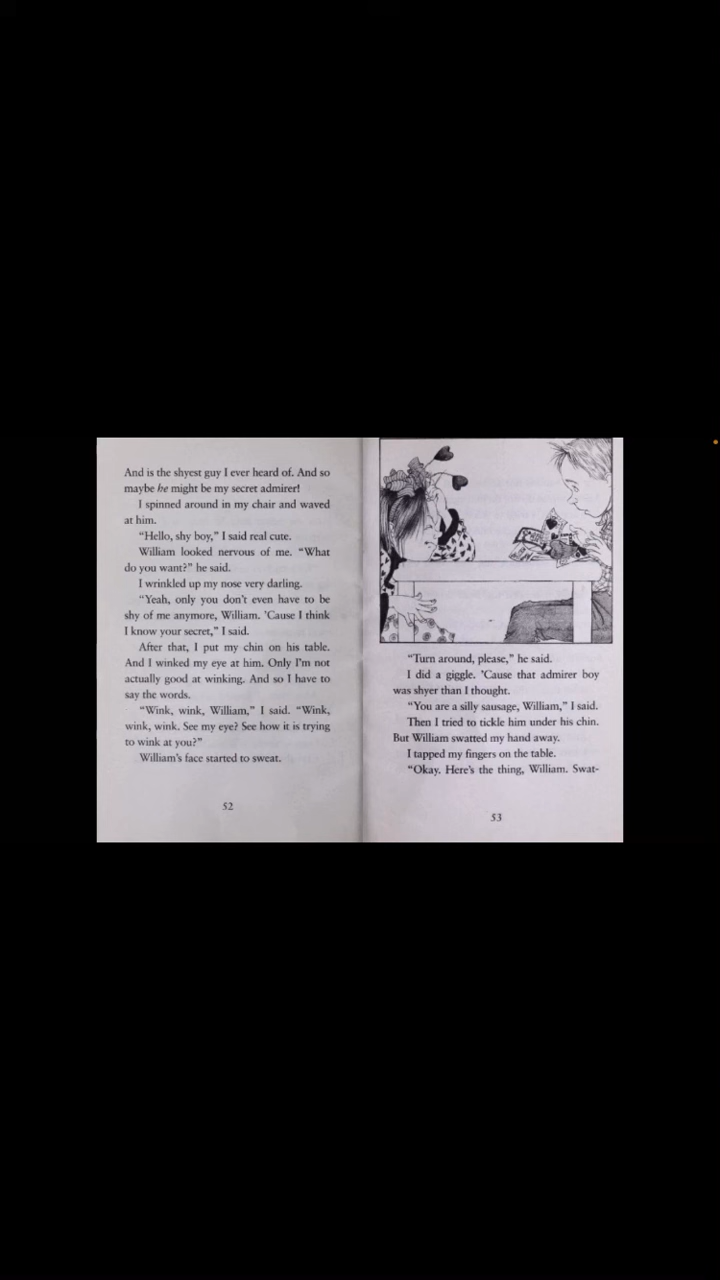 And is the shyest guy I ever heard of. And so
maybe he might be my secret admirer!
I spinned around in my chair and waved
at him.
“Hello, shy boy,” I said real cute.
William looked nervous of me. “What
do you want?” he said.
I wrinkled up my nose very darling.
“Yeah, only you don’t even have to be
shy of me anymore, William. ’Cause I think
I know your secret,” I said.
After that, I put my chin on his table.
And I winked my eye at him. Only I’m not
actually good at winking. And so I have to
say the words.
“Wink, wink, William,” I said. “Wink,
wink, wink. See my eye? See how it is trying
to wink at you?”
William’s face started to sweat.
52
“Turn around, please,” he said.
I did a giggle. ’Cause that admirer boy
was shyer than I thought.
“You are a silly sausage, William,” I said.
Then I tried to tickle him under his chin.
But William swatted my hand away.
I tapped my fingers on the table.
“Okay. Here’s the thing, William. Swat-
53